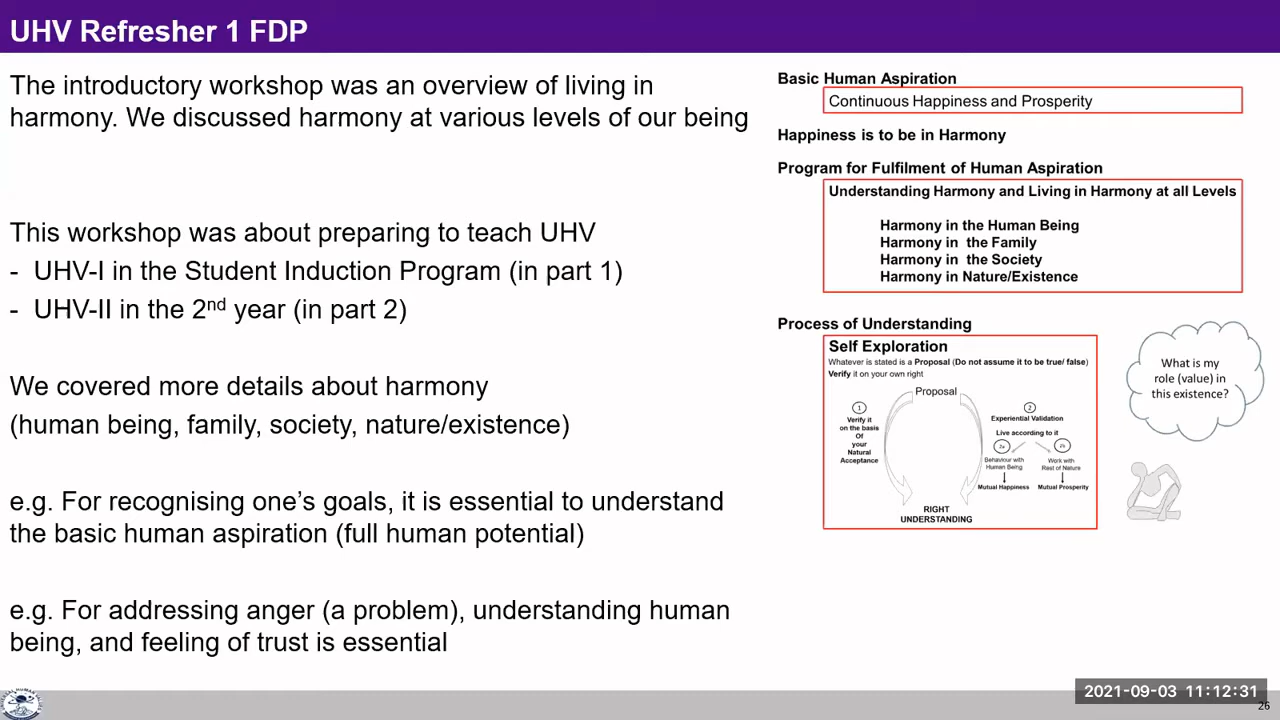 UHV Refresher 1 FDP
The introductory workshop was an overview of living in
harmony. We discussed harmony at various levels of our being
This workshop was about preparing to teach UHV
- UHV-I in the Student Induction Program (in part 1)
- UHV-II in the 2nd year (in part 2)
We covered more details about harmony
(human being, family, society, nature/existence)
e.g. For recognising one’s goals, it is essential to understand
the basic human aspiration (full human potential)
e.g. For addressing anger (a problem), understanding human
being, and feeling of trust is essential
Basic Human Aspiration
Continuous Happiness and Prosperity
Happiness is to be in Harmony
Program for Fulfilment of Human Aspiration
Understanding Harmony and Living in Harmony at all Levels
Harmony in the Human Being
Harmony in the Family
Harmony in the Society
Harmony in Nature/Existence
Process of Understanding
Self Exploration
Whatever is stated is a Proposal (Do not assume it to be true/ false)
Verify it on your own right
Proposal
1
Verify it
on the basis
Of
your
Natural
Acceptance
2
Experiential Validation
Live according to it
2a
2b
Behaviour with
Human Being
Work with
Rest of Nature
Mutual Happiness
Mutual Prosperity
RIGHT
UNDERSTANDING
What is my
role (value) in
this existence?
2021-09-03 11:12:31
26